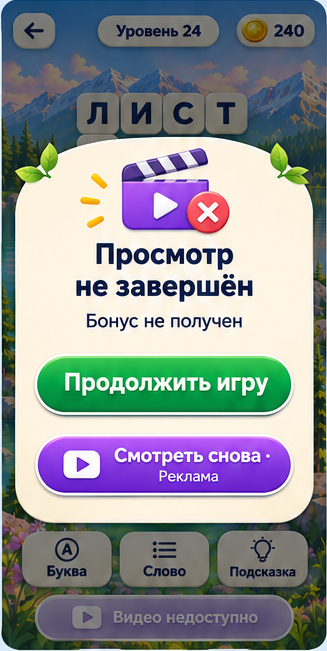 Уровень 24
240
ЛИСТ
Просмотр
не завершён
Бонус не получен
Продолжить игру
Смотреть снова ·
Реклама
А
Буква
Слово
Подсказка
Видео недоступно